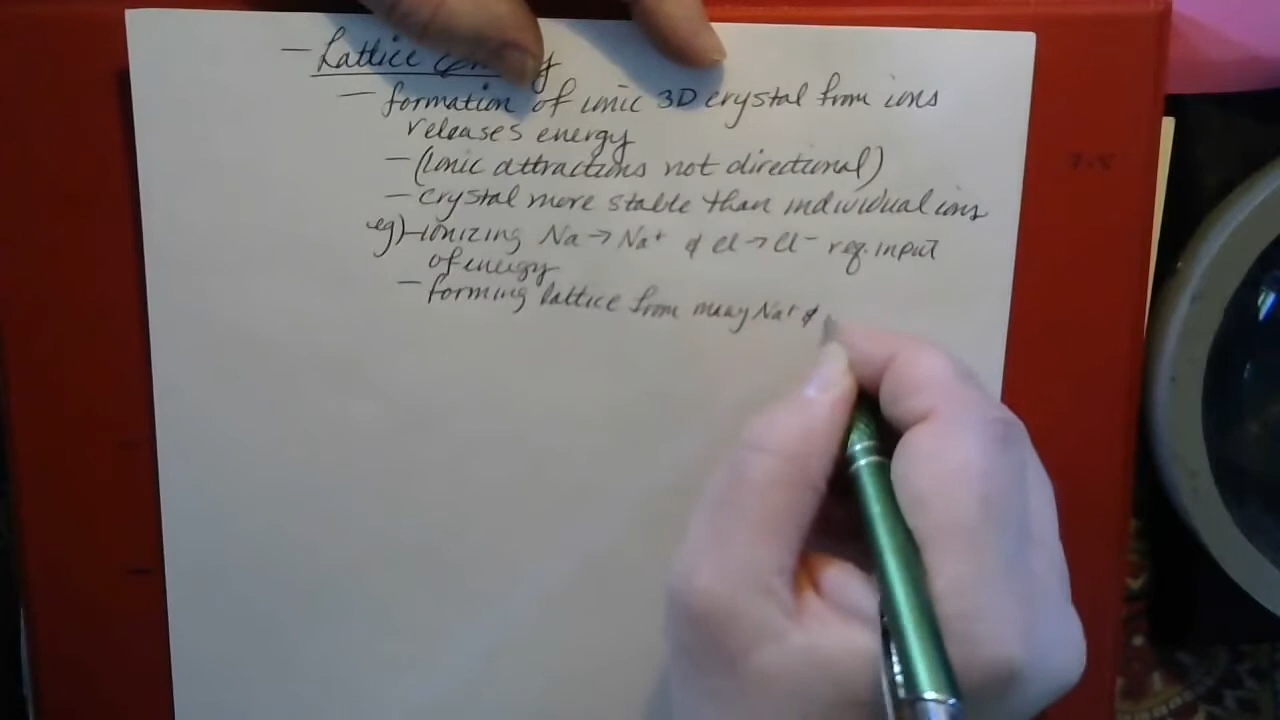 - Lattice
- formation of ionic 3D crystal from ions
releases energy
- (ionic attractions not directional)
- crystal more stable than individual ions
eg) - ionizing Na → Na⁺ & Cl → Cl⁻ req. input
of energy
- forming lattice from many Na⁺ &